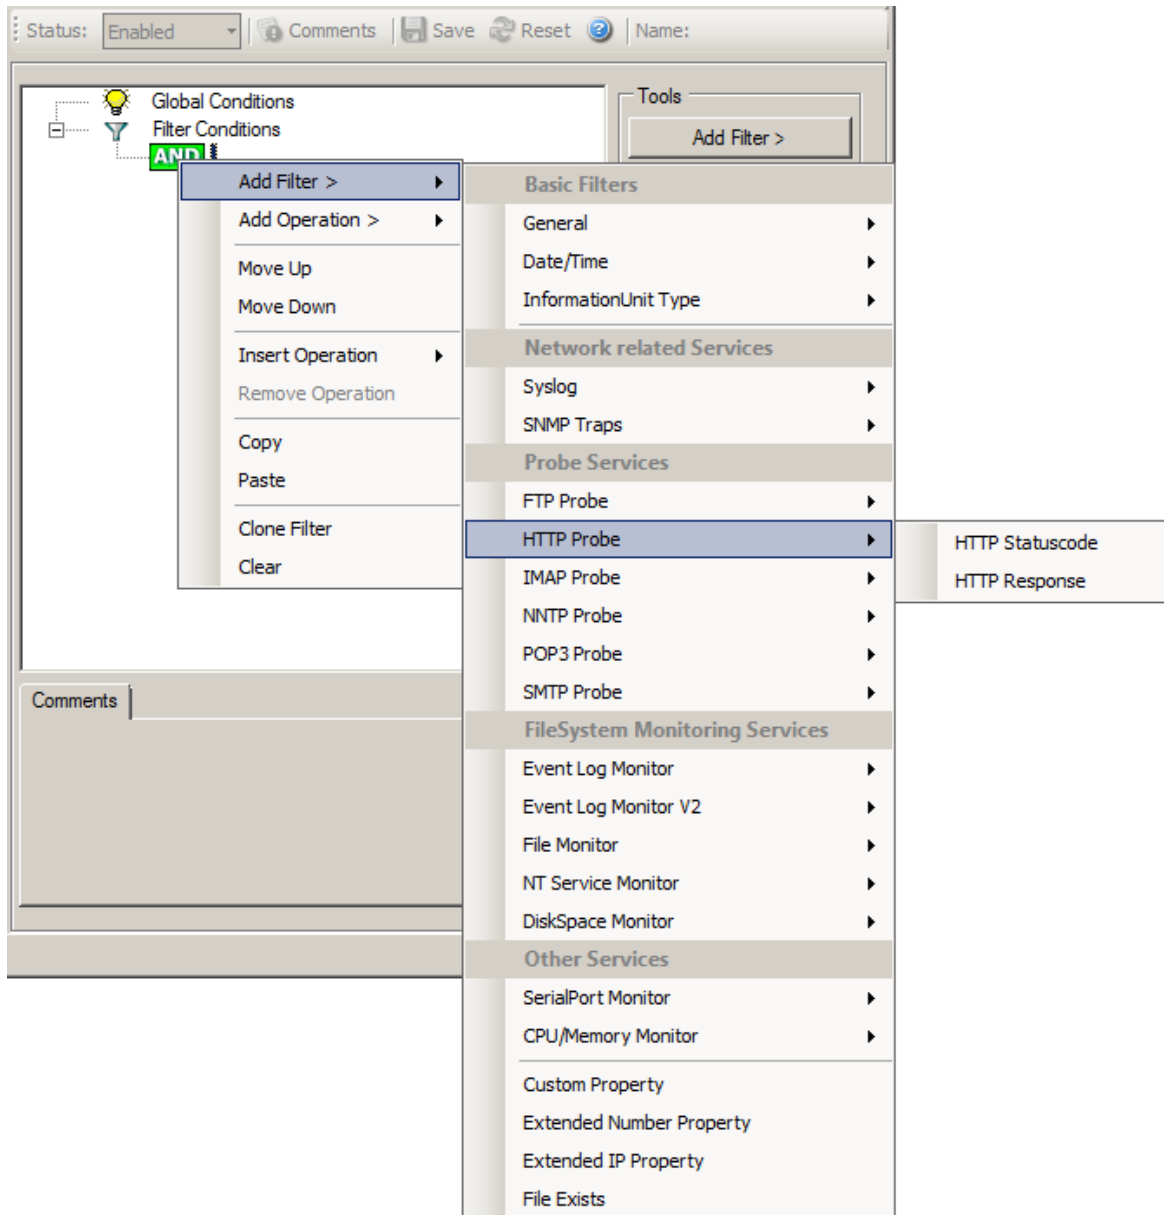 Status: Enabled Comments Save Reset Name:
Global Conditions
Filter Conditions
AND
Tools
Add Filter >
Add Filter >
Add Operation >
Move Up
Move Down
Insert Operation
Remove Operation
Copy
Paste
Clone Filter
Clear
Basic Filters
General
Date/Time
InformationUnit Type
Network related Services
Syslog
SNMP Traps
Probe Services
FTP Probe
HTTP Probe
IMAP Probe
NNTP Probe
POP3 Probe
SMTP Probe
FileSystem Monitoring Services
Event Log Monitor
Event Log Monitor V2
File Monitor
NT Service Monitor
DiskSpace Monitor
Other Services
SerialPort Monitor
CPU/Memory Monitor
Custom Property
Extended Number Property
Extended IP Property
File Exists
HTTP Statuscode
HTTP Response
Comments